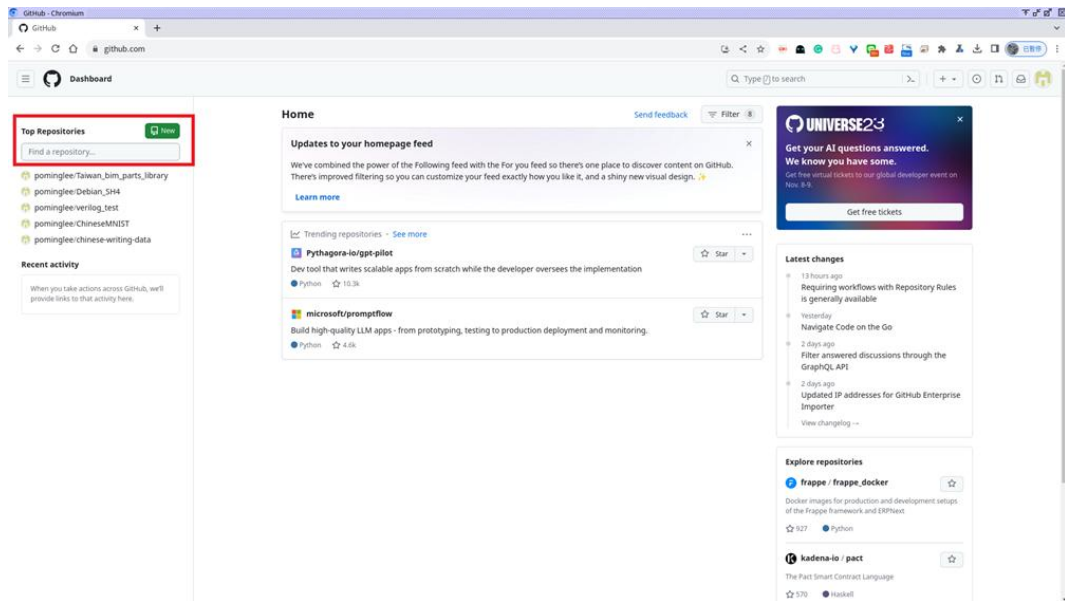 GitHub - Chromium
GitHub
github.com
已暫停
Dashboard
Type / to search
Top Repositories
New
Find a repository...
pominglee/Taiwan_bim_parts_library
pominglee/Debian_SH4
pominglee/verilog_test
pominglee/ChineseMNIST
pominglee/chinese-writing-data
Recent activity
When you take actions across GitHub, we'll
provide links to that activity here.
Home
Send feedback
Filter 8
Updates to your homepage feed
We've combined the power of the Following feed with the For you feed so there's one place to discover content on GitHub.
There's improved filtering so you can customize your feed exactly how you like it, and a shiny new visual design. ✨
Learn more
Trending repositories · See more
Pythagora-io/gpt-pilot
Star
Dev tool that writes scalable apps from scratch while the developer oversees the implementation
Python 10.3k
microsoft/promptflow
Star
Build high-quality LLM apps - from prototyping, testing to production deployment and monitoring.
Python 4.6k
UNIVERSE23
Get your AI questions answered.
We know you have some.
Get free virtual tickets to our global developer event on
Nov. 8-9.
Get free tickets
Latest changes
13 hours ago
Requiring workflows with Repository Rules
is generally available
Yesterday
Navigate Code on the Go
2 days ago
Filter answered discussions through the
GraphQL API
2 days ago
Updated IP addresses for GitHub Enterprise
Importer
View changelog →
Explore repositories
frappe / frappe_docker
Docker images for production and development setups
of the Frappe framework and ERPNext
927 Python
kadena-io / pact
The Pact Smart Contract Language
570 Haskell